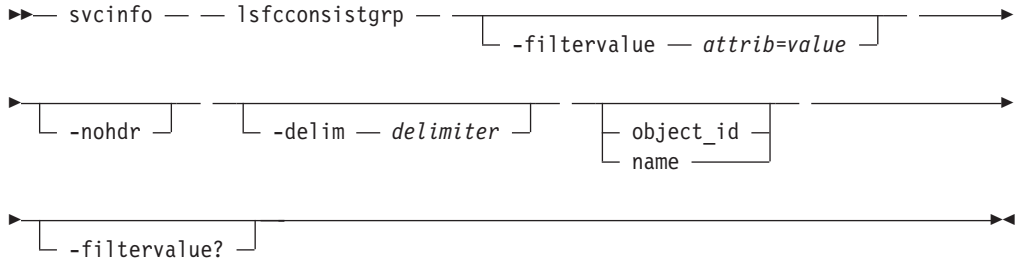 svcinfo lsfcconsistgrp
-filtervalue attrib=value
-nohdr -delim delimiter object_id
name
-filtervalue?